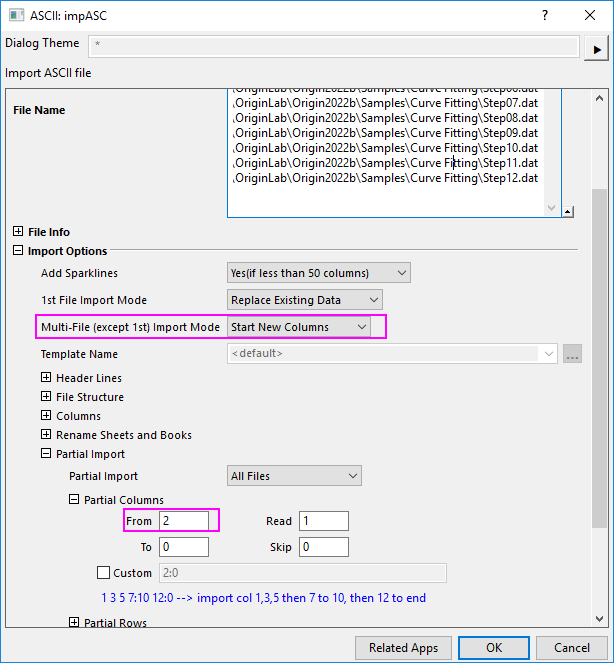 ASCII: impASC
Dialog Theme *
Import ASCII file
File Name
.\OriginLab\Origin2022b\Samples\Curve Fitting\Step07.dat
.\OriginLab\Origin2022b\Samples\Curve Fitting\Step08.dat
.\OriginLab\Origin2022b\Samples\Curve Fitting\Step09.dat
.\OriginLab\Origin2022b\Samples\Curve Fitting\Step10.dat
.\OriginLab\Origin2022b\Samples\Curve Fitting\Step11.dat
.\OriginLab\Origin2022b\Samples\Curve Fitting\Step12.dat
File Info
Import Options
Add Sparklines Yes(if less than 50 columns)
1st File Import Mode Replace Existing Data
Multi-File (except 1st) Import Mode Start New Columns
Template Name <default> ...
Header Lines
File Structure
Columns
Rename Sheets and Books
Partial Import
Partial Import All Files
Partial Columns
From 2 Read 1
To 0 Skip 0
Custom 2:0
1 3 5 7:10 12:0 --> import col 1,3,5 then 7 to 10, then 12 to end
Partial Rows
Related Apps OK Cancel